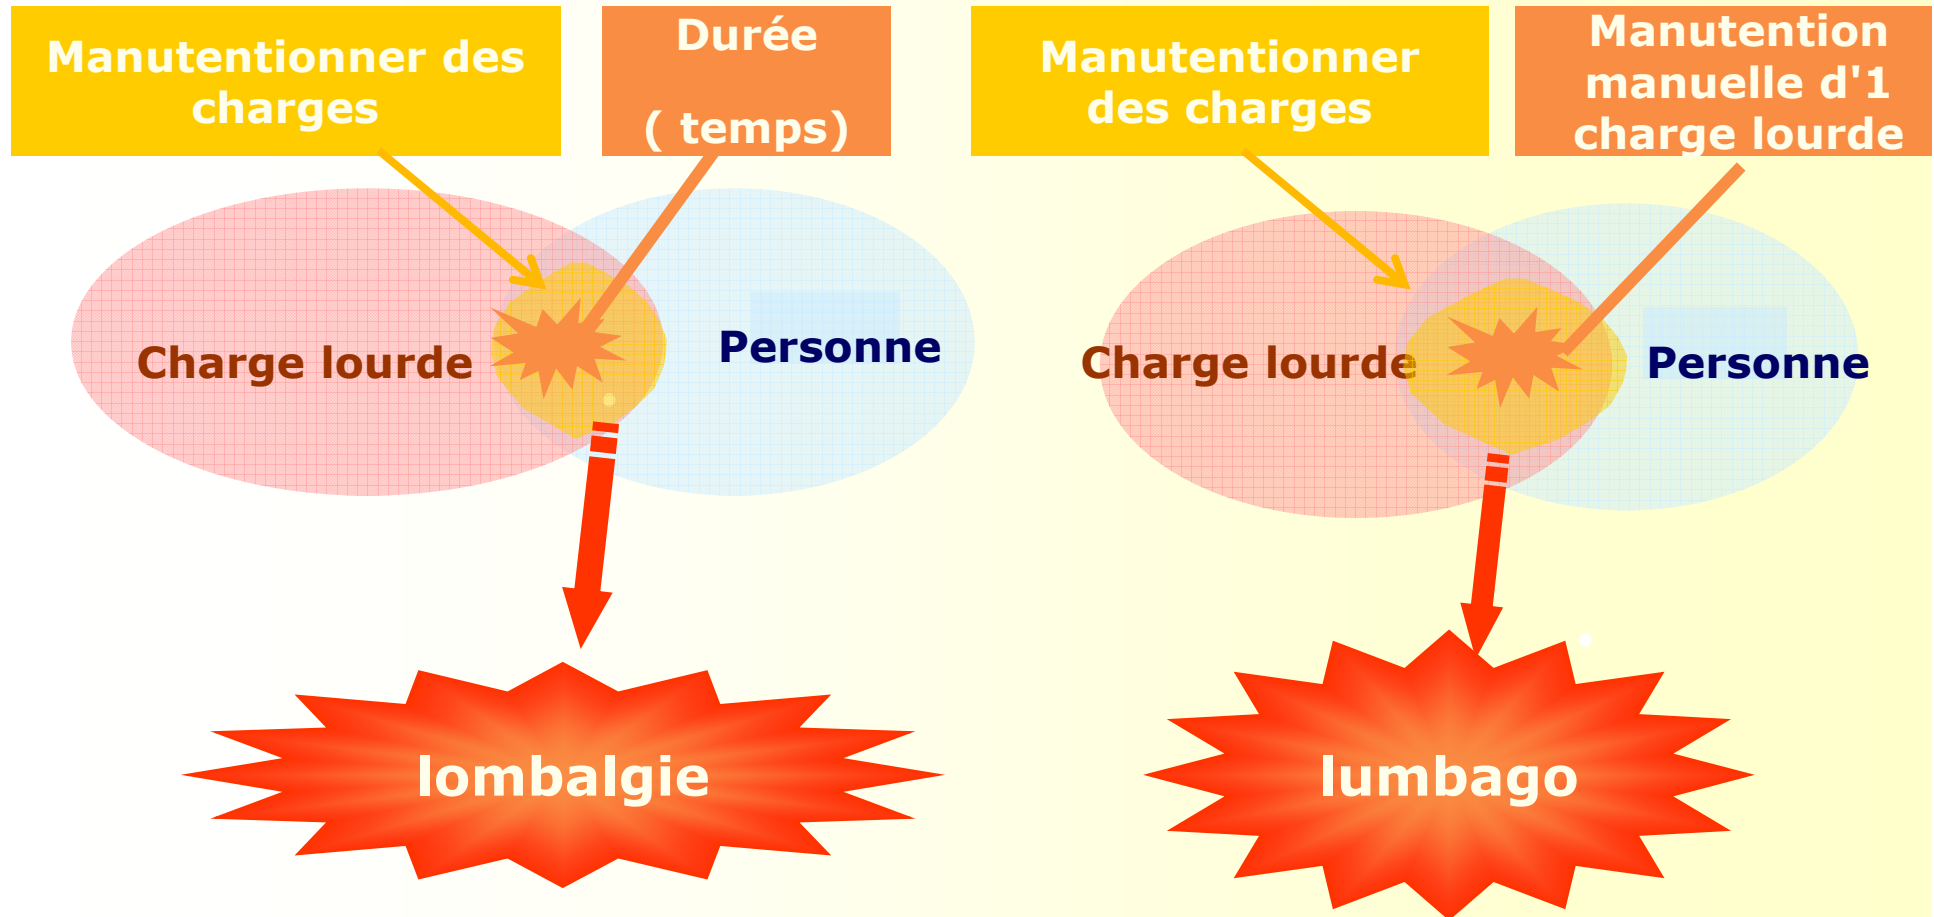 Manutentionner des
charges
Durée
( temps)
Manutentionner
des charges
Manutention
manuelle d'1
charge lourde
Charge lourde
Personne
Charge lourde
Personne
lombalgie
lumbago